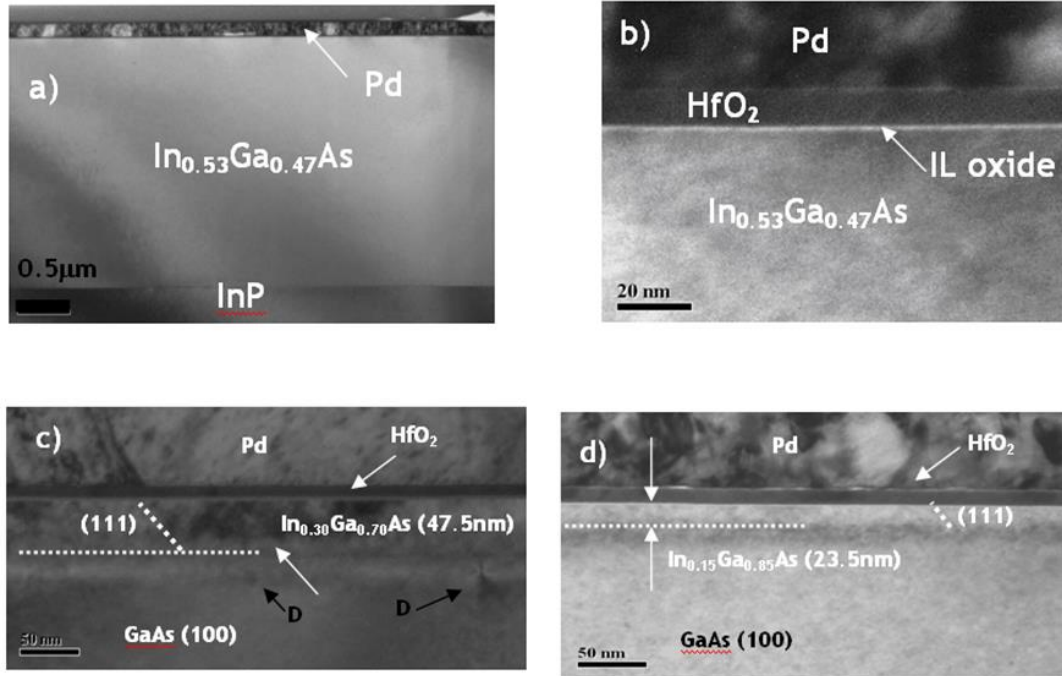 a)
Pd
In₀.₅₃Ga₀.₄₇As
0.5μm
InP
b)
Pd
HfO₂
IL oxide
In₀.₅₃Ga₀.₄₇As
20 nm
c)
Pd
HfO₂
(111)
In₀.₃₀Ga₀.₇₀As (47.5nm)
D
D
GaAs (100)
50 nm
d)
Pd
HfO₂
(111)
In₀.₁₅Ga₀.₈₅As (23.5nm)
GaAs (100)
50 nm